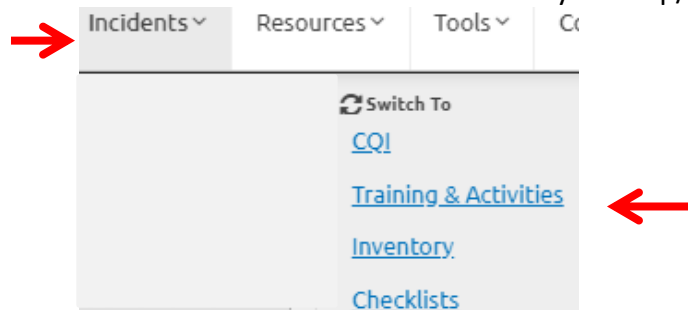 Incidents Resources Tools
Switch To
CQI
Training & Activities
Inventory
Checklists